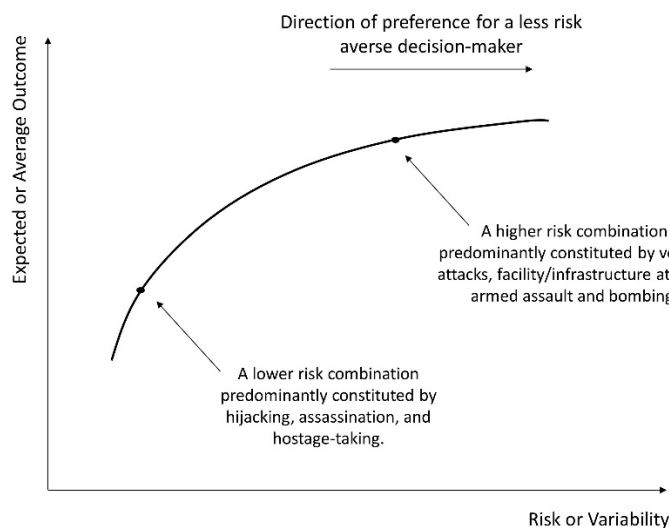 Direction of preference for a less risk
averse decision-maker
Expected or Average Outcome
A higher risk combination
predominantly constituted by
attacks, facility/infrastructure
armed assault and bombing
A lower risk combination
predominantly constituted by
hijacking, assassination, and
hostage-taking.
Risk or Variability